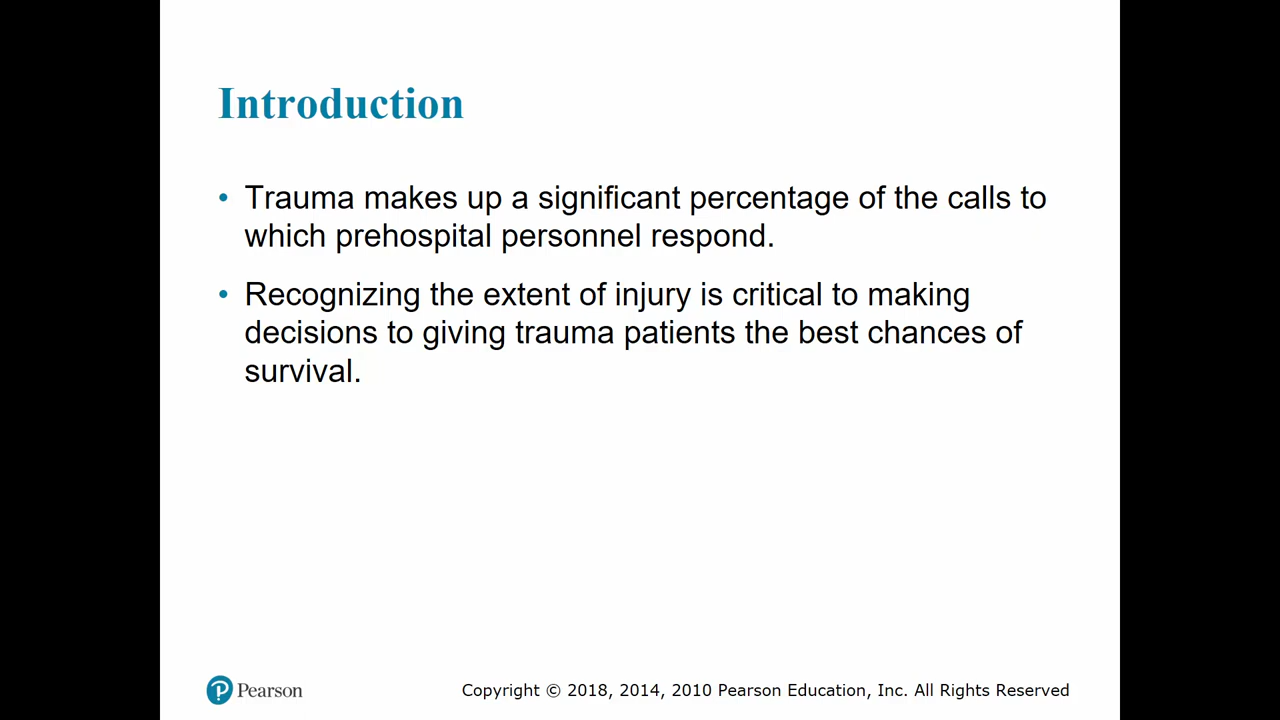 Introduction
• Trauma makes up a significant percentage of the calls to
which prehospital personnel respond.
• Recognizing the extent of injury is critical to making
decisions to giving trauma patients the best chances of
survival.
P Pearson
Copyright © 2018, 2014, 2010 Pearson Education, Inc. All Rights Reserved